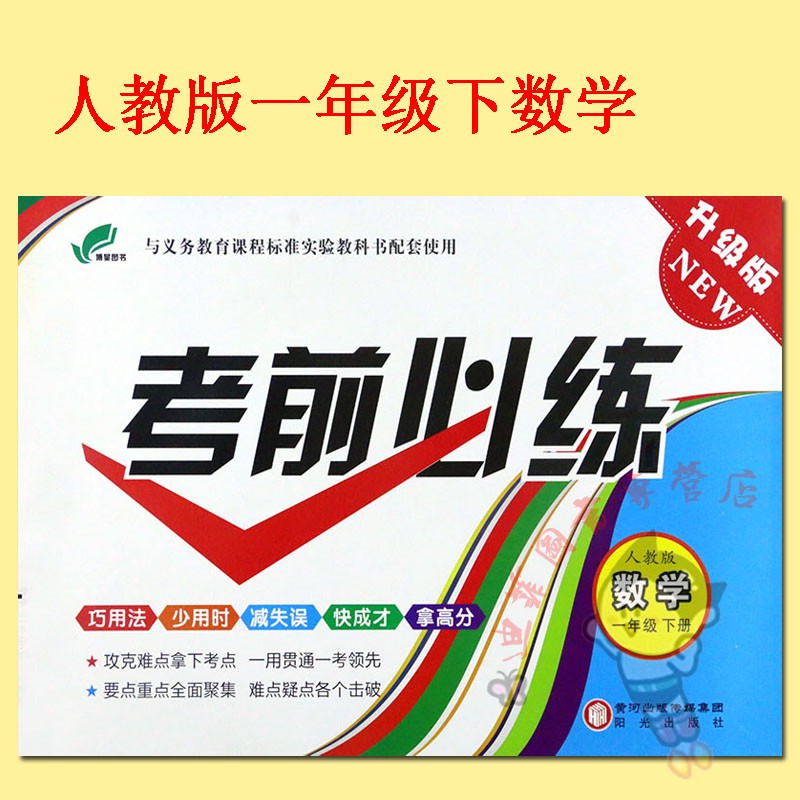 人教版一年级下数学
博呈图书
与义务教育课程标准实验教科书配套使用
升级版
NEW
考前必练
人教版
数学
一年级 下册
巧用法 少用时 减失误 快成才 拿高分
★攻克难点拿下考点 一用贯通一考领先
★要点重点全面聚集 难点疑点各个击破
黄河出版传媒集团
阳光出版社